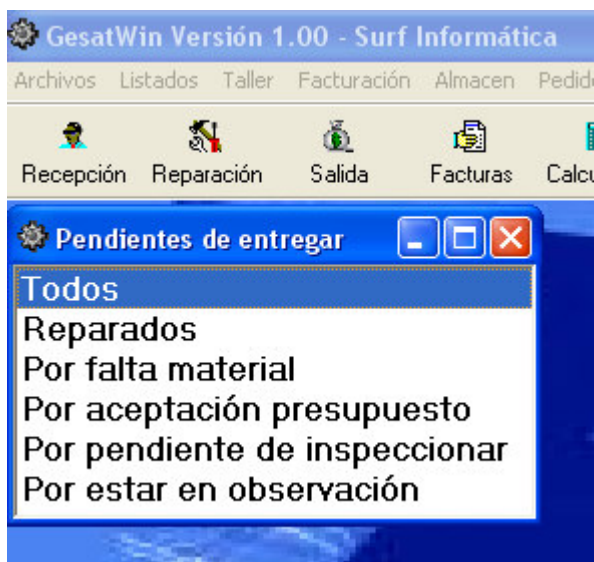 GesatWin Versión 1.00 - Surf Informática
Archivos Listados Taller Facturación Almacen
Recepción Reparación Salida Facturas
Pendientes de entregar
Todos
Reparados
Por falta material
Por aceptación presupuesto
Por pendiente de inspeccionar
Por estar en observación